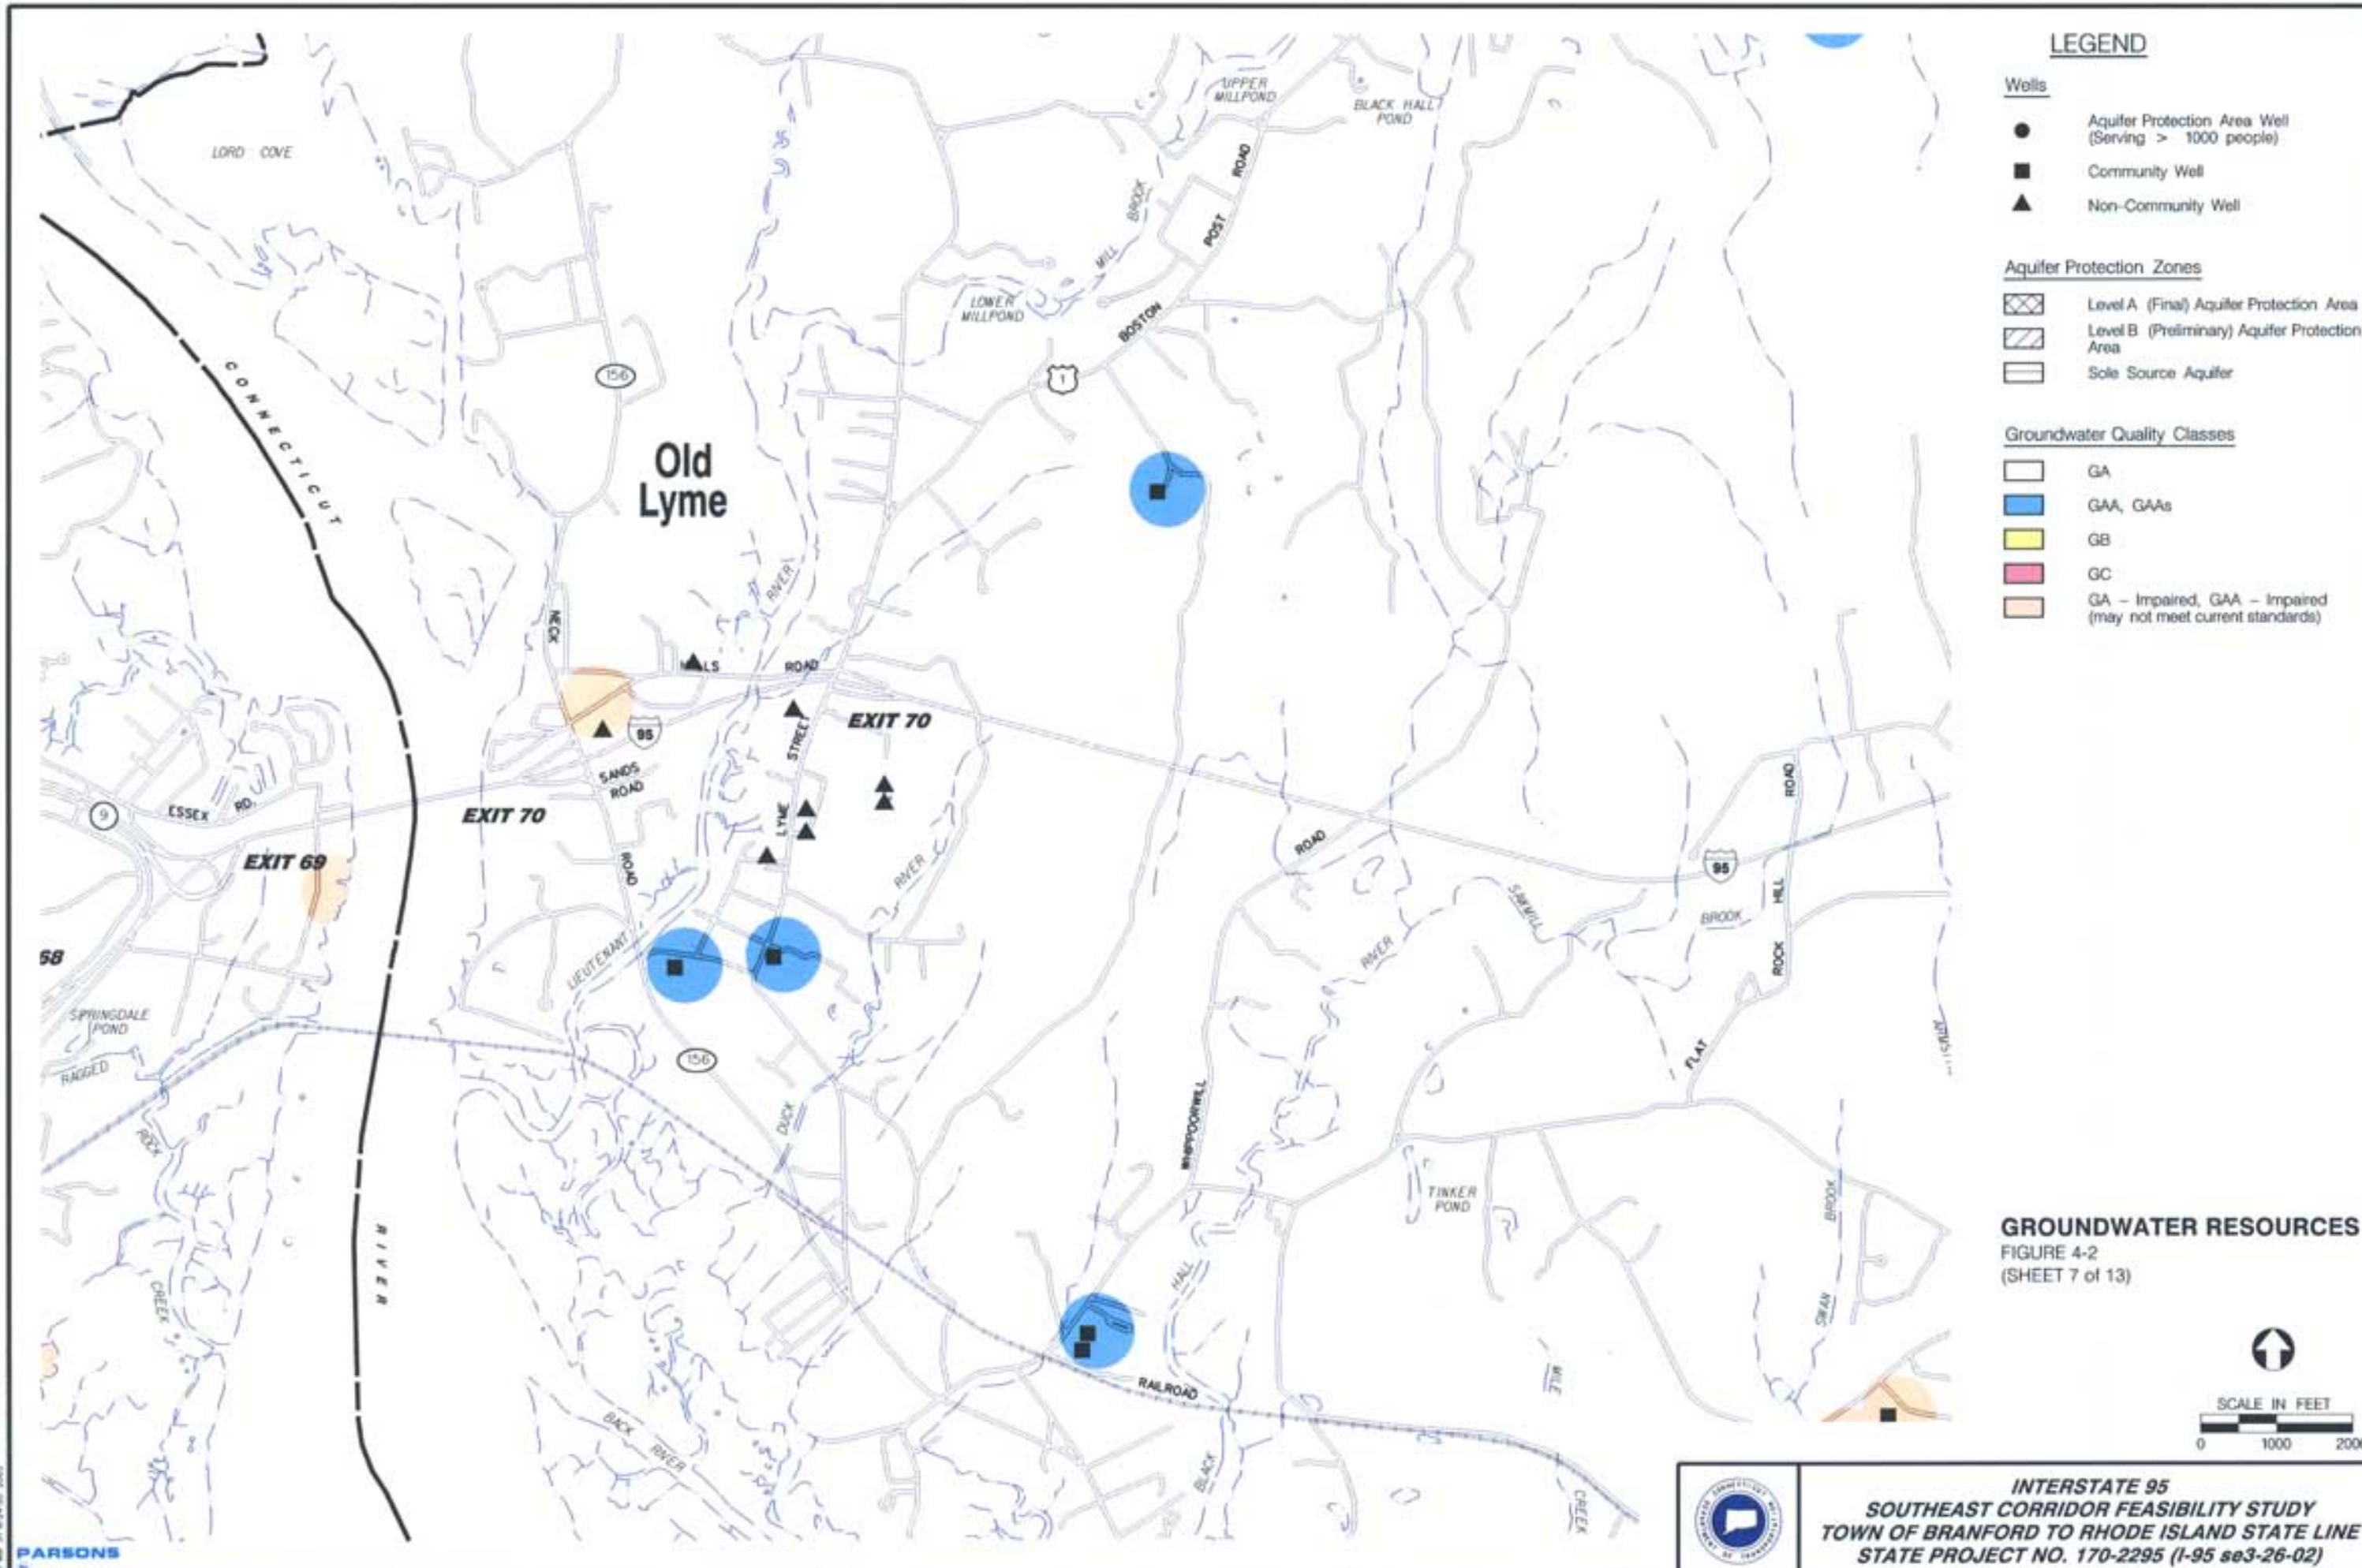 LORD COVE
UPPER
MILLPOND
BLACK HALL
POND
MILL BROOK
BOSTON POST ROAD
LOWER
MILLPOND
156
1
CONNECTICUT
RIVER
Old
Lyme
RIVER
NECK
ROAD
95
EXIT 70
LYME STREET
SANDS
ROAD
EXIT 70
9
ESSEX RD.
EXIT 69
68
ROAD
RIVER
LIEUTENANT
SPRINGDALE
POND
RAGGED
ROCK
CREEK
156
DUCK
ROAD
RIVER
SAWMILL
BROOK
95
ROAD
HILL
ROCK
FLAT
WHIPPOORWILL
TINKER
POND
HALL
BLACK
RAILROAD
BACK RIVER
MILE
CREEK
BROOK
SWAN
LEGEND
Wells
Aquifer Protection Area Well
(Serving > 1000 people)
Community Well
Non-Community Well
Aquifer Protection Zones
Level A (Final) Aquifer Protection Area
Level B (Preliminary) Aquifer Protection
Area
Sole Source Aquifer
Groundwater Quality Classes
GA
GAA, GAAs
GB
GC
GA - Impaired, GAA - Impaired
(may not meet current standards)
GROUNDWATER RESOURCES
FIGURE 4-2
(SHEET 7 of 13)
SCALE IN FEET
0 1000
INTERSTATE 95
SOUTHEAST CORRIDOR FEASIBILITY STUDY
TOWN OF BRANFORD TO RHODE ISLAND STATE LINE
STATE PROJECT NO. 170-2295 (I-95 se3-26-02)
PARSONS